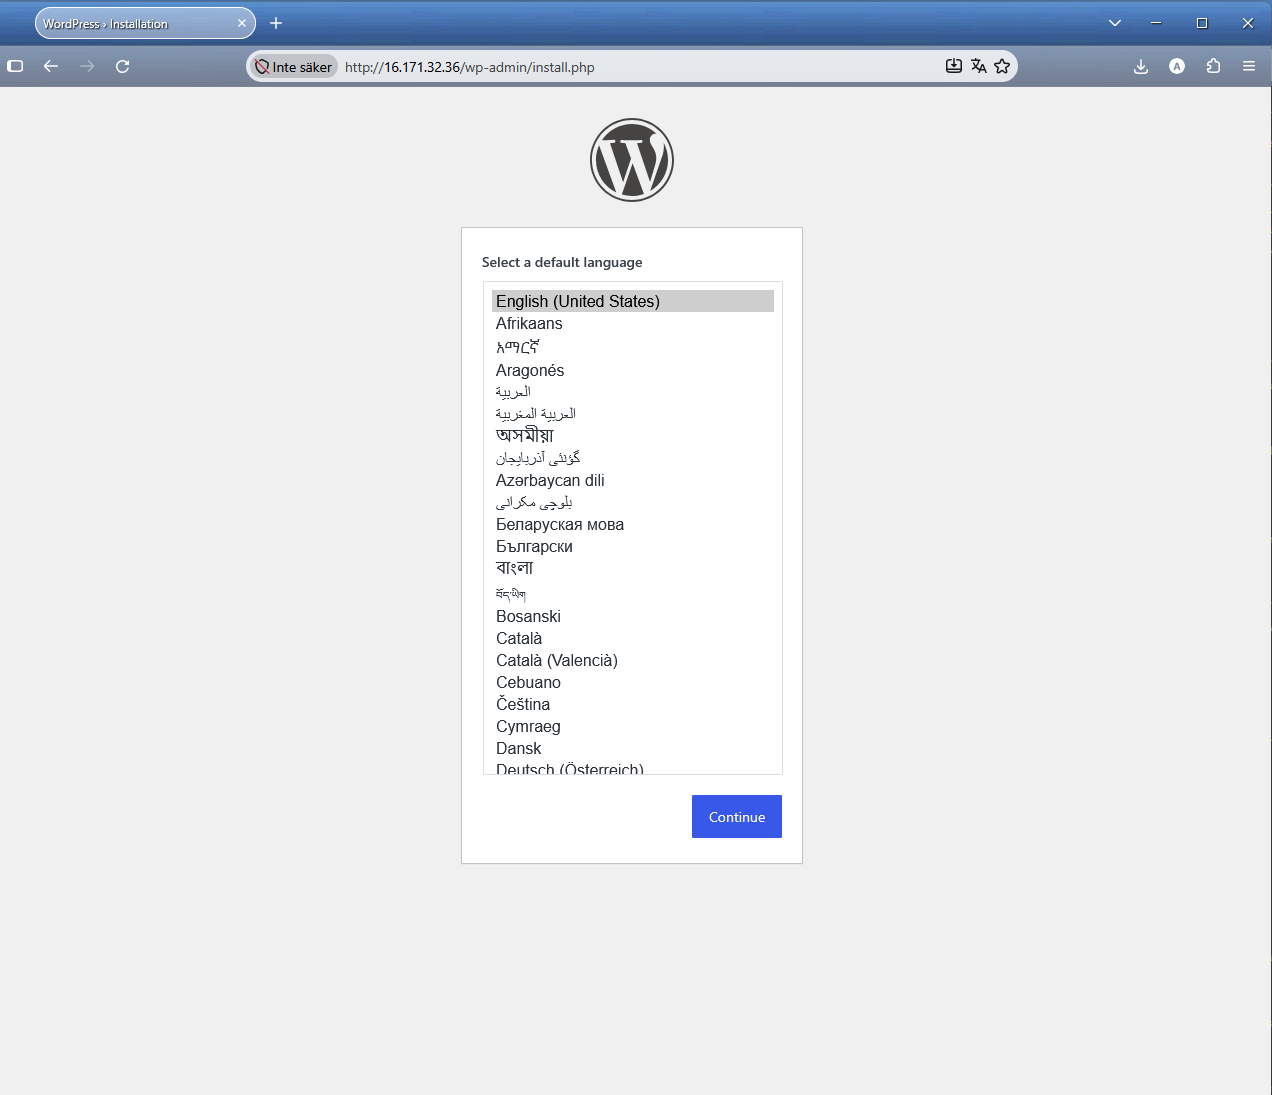 WordPress › Installation
Inte säker
http://16.171.32.36/wp-admin/install.php
A
Select a default language
English (United States)
Afrikaans
አማርኛ
Aragonés
العربية
العربية المغربية
অসমীয়া
گؤنئی آذربایجان
Azərbaycan dili
بلوچی مکرانی
Беларуская мова
Български
বাংলা
བོད་ཡིག
Bosanski
Català
Català (Valencià)
Cebuano
Čeština
Cymraeg
Dansk
Deutsch (Österreich)
Continue